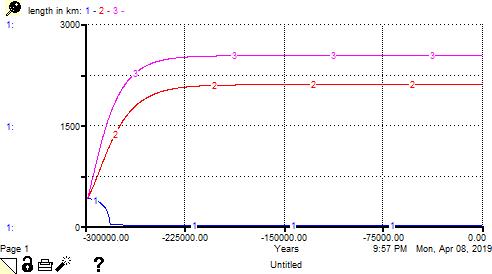 length in km: 1 - 2 - 3 -
1: 3000
3
2
1: 1500
3 3 3
2 2 2
1
1: 0
1 1 1
-300000.00 -225000.00 -150000.00 -75000.00 0.00
Page 1 Years 9:57 PM Mon, Apr 08, 2019
Untitled
?